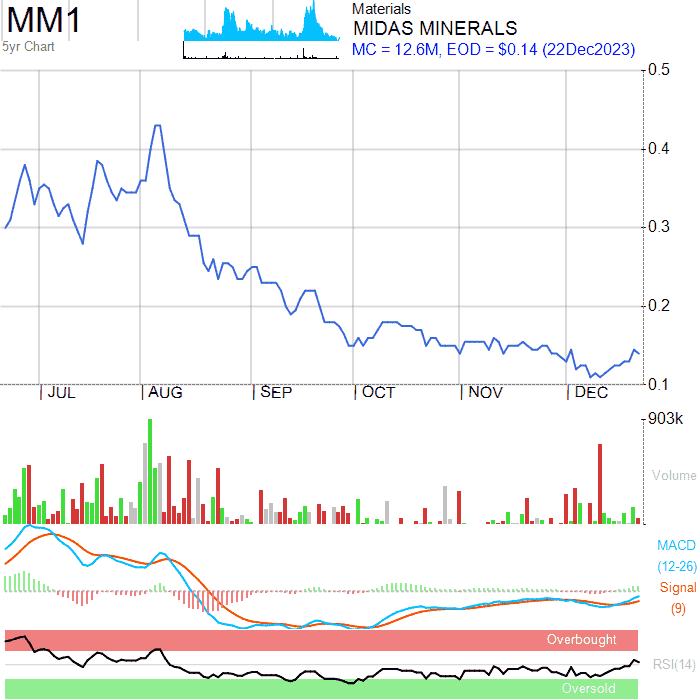 MM1
5yr Chart
Materials
MIDAS MINERALS
MC = 12.6M, EOD = $0.14 (22Dec2023)
0.5
0.4
0.3
0.2
0.1
JUL AUG SEP OCT NOV DEC
903k
Volume
MACD
(12-26)
Signal
(9)
Overbought
RSI(14)
Oversold